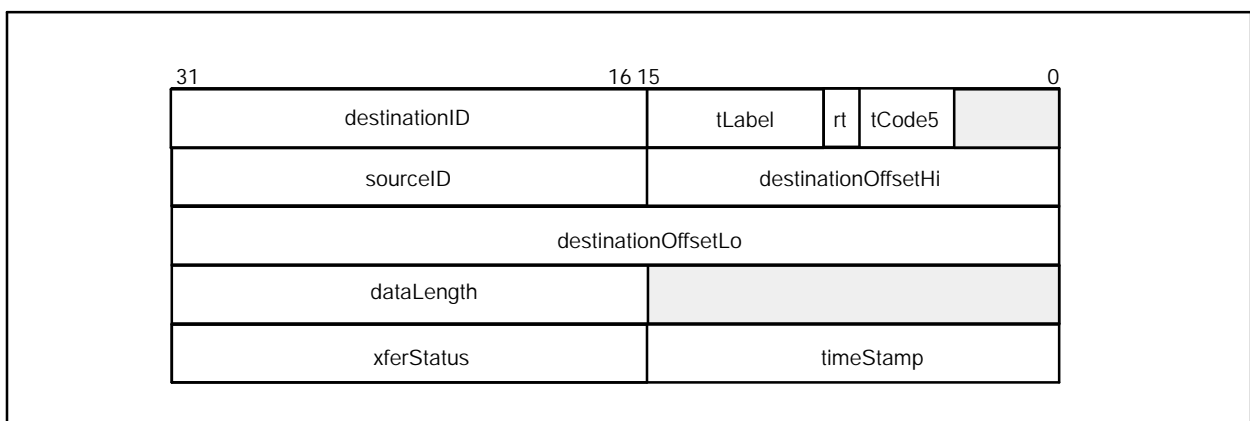 31 16 15 0
destinationID tLabel rt tCode5
sourceID destinationOffsetHi
destinationOffsetLo
dataLength
xferStatus timeStamp